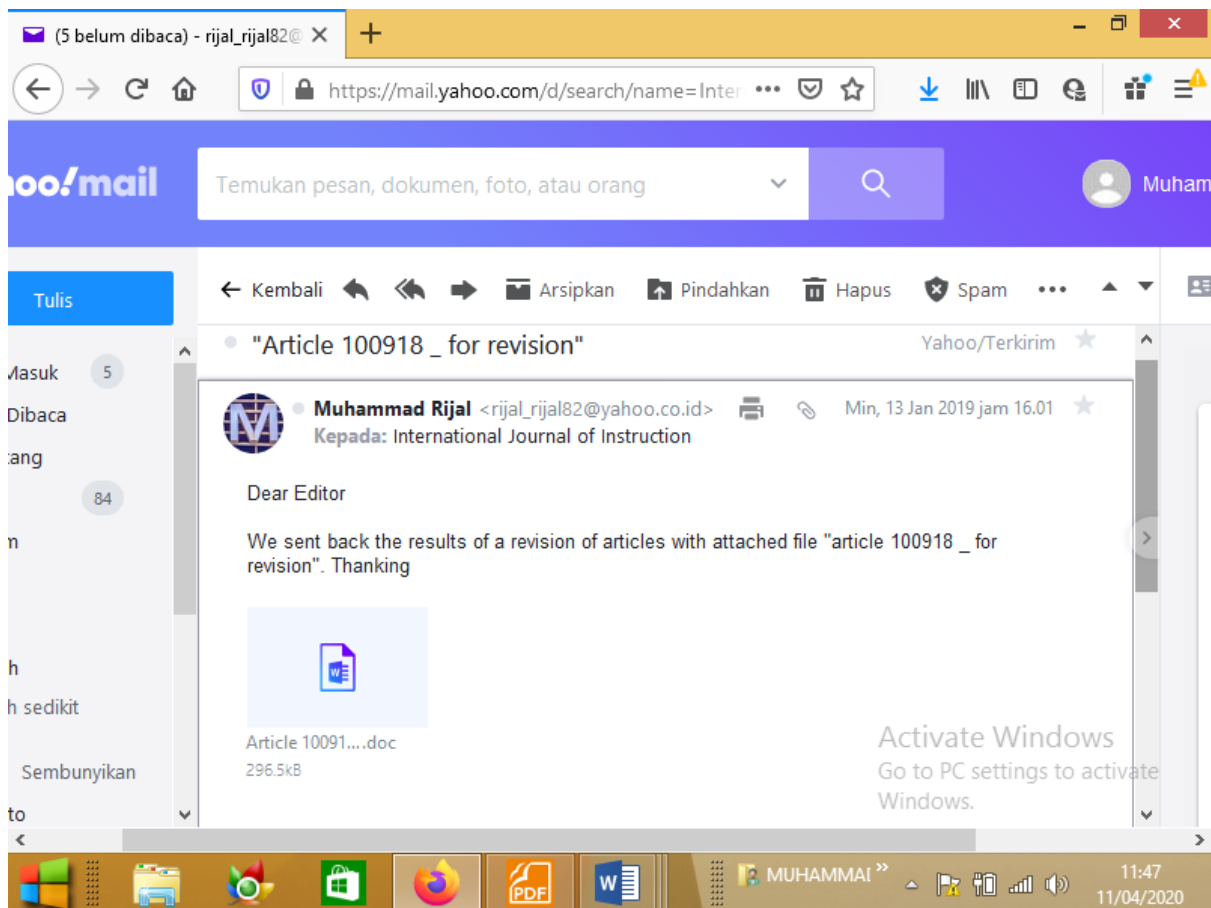 (5 belum dibaca) - rijal_rijal82@
https://mail.yahoo.com/d/search/name=Inter
oo!mail
Temukan pesan, dokumen, foto, atau orang
Muham
Tulis
Kembali Arsipkan Pindahkan Hapus Spam
"Article 100918 _ for revision" Yahoo/Terkirim
Masuk 5
Dibaca
tang
84
m
h
h sedikit
Sembunyikan
to
Muhammad Rijal <rijal_rijal82@yahoo.co.id> Min, 13 Jan 2019 jam 16.01
Kepada: International Journal of Instruction
Dear Editor
We sent back the results of a revision of articles with attached file "article 100918 _ for
revision". Thanking
Article 10091....doc
296.5kB
Activate Windows
Go to PC settings to activate
Windows.
PDF
MUHAMMAI
11:47
11/04/2020